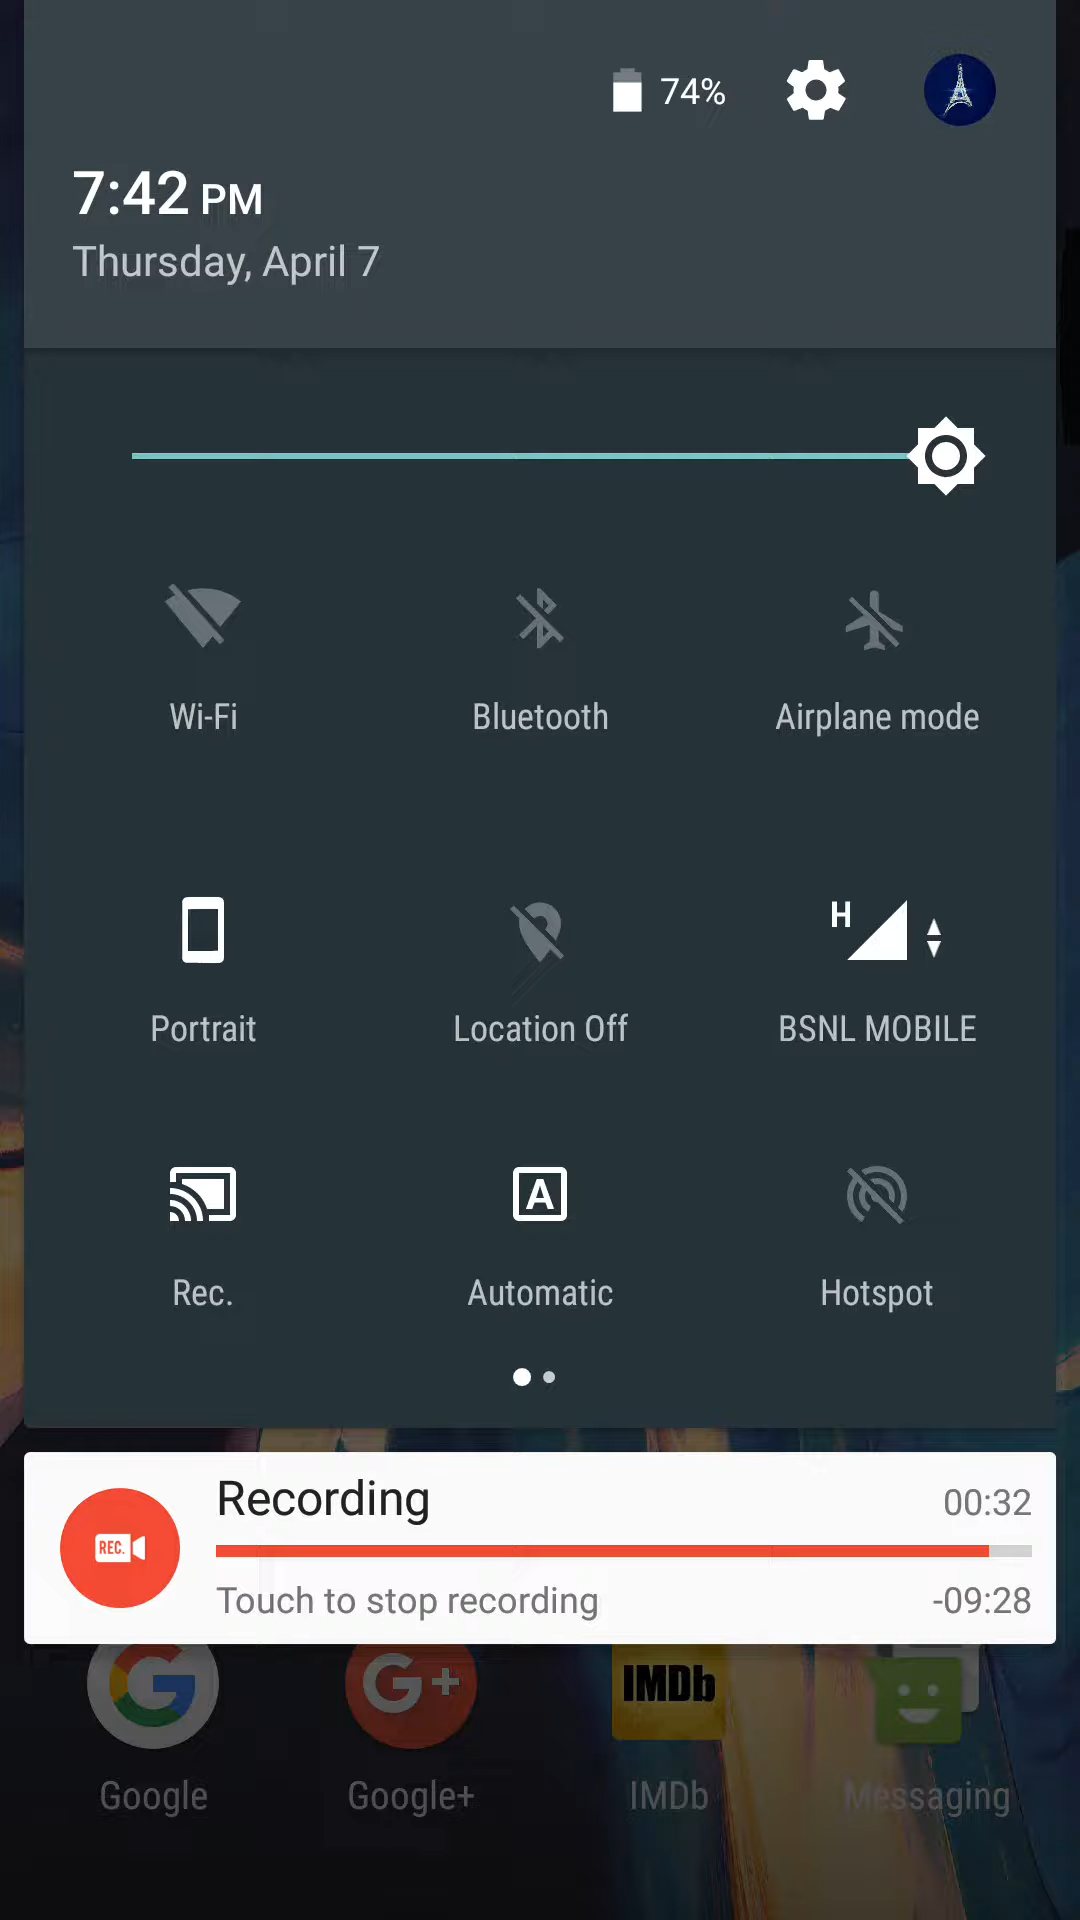 74%
7:42 PM
Thursday, April 7
Wi-Fi
Bluetooth
Airplane mode
Portrait
Location Off
H
BSNL MOBILE
A
Rec.
Automatic
Hotspot
Recording
00:32
REC.
Touch to stop recording
-09:28
G
G+
IMDb
Google
Google+
IMDb
Messaging